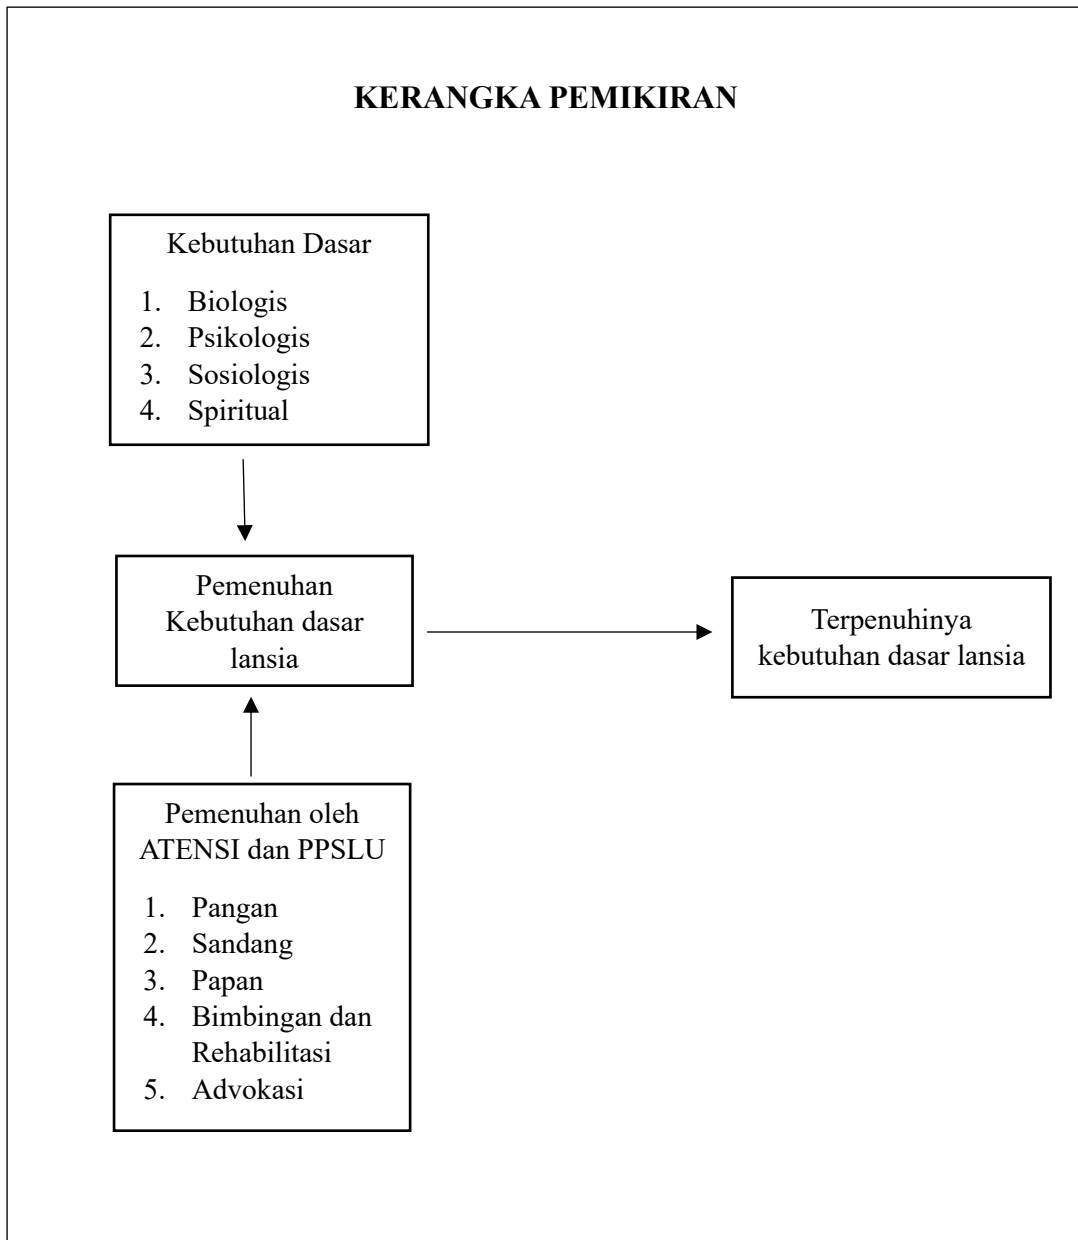 KERANGKA PEMIKIRAN
Kebutuhan Dasar
1. Biologis
2. Psikologis
3. Sosiologis
4. Spiritual
Pemenuhan
Kebutuhan dasar
lansia
Terpenuhinya
kebutuhan dasar lansia
Pemenuhan oleh
ATENSI dan PPSLU
1. Pangan
2. Sandang
3. Papan
4. Bimbingan dan
Rehabilitasi
5. Advokasi